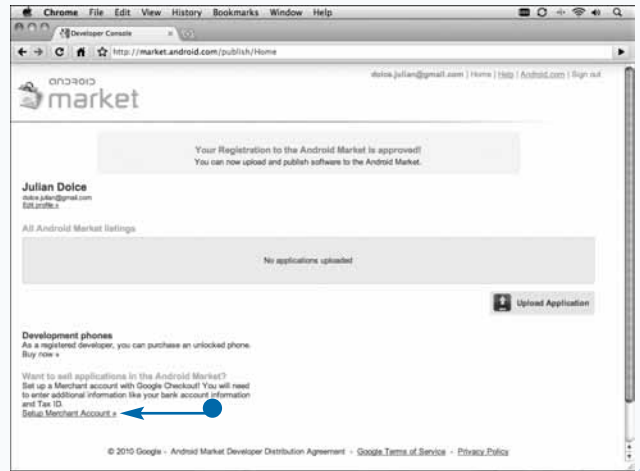 Chrome File Edit View History Bookmarks Window Help
Developer Console
http://market.android.com/publish/Home
dolce.julian@gmail.com | Home | Help | Android.com | Sign out
ANDROID
market
Your Registration to the Android Market is approved!
You can now upload and publish software to the Android Market.
Julian Dolce
dolce.julian@gmail.com
Edit profile »
All Android Market listings
No applications uploaded
Upload Application
Development phones
As a registered developer, you can purchase an unlocked phone.
Buy now »
Want to sell applications in the Android Market?
Set up a Merchant account with Google Checkout! You will need
to enter additional information like your bank account information
and Tax ID.
Setup Merchant Account »
© 2010 Google - Android Market Developer Distribution Agreement - Google Terms of Service - Privacy Policy